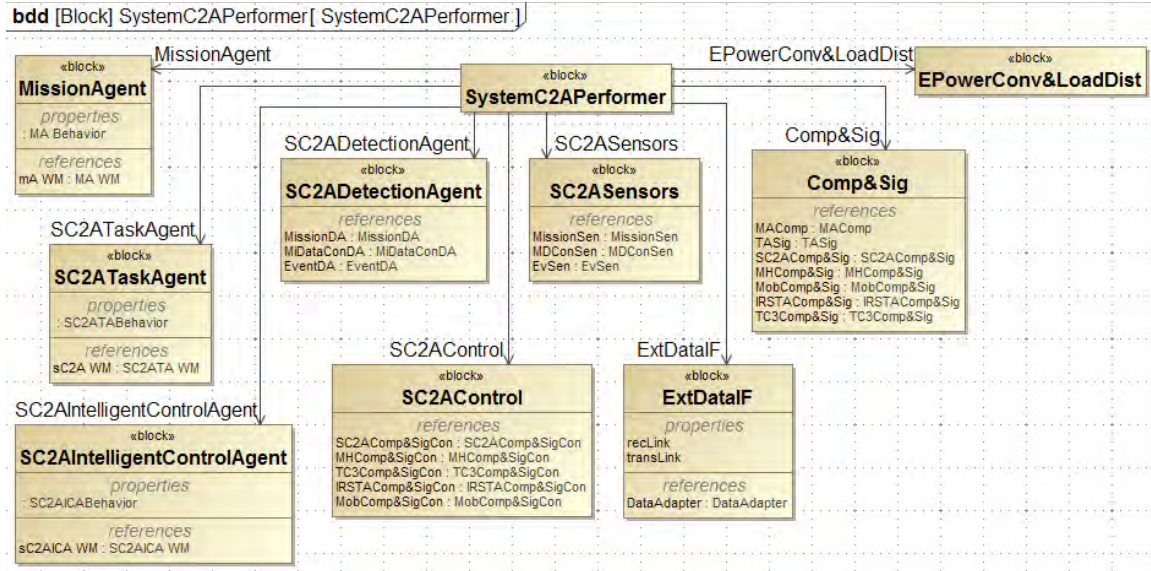 bdd [Block] SystemC2APerformer[ SystemC2APerformer ]
MissionAgent
«block»
MissionAgent
properties
: MA Behavior
references
mA WM : MA WM
«block»
SystemC2APerformer
EPowerConv&LoadDist
«block»
EPowerConv&LoadDist
SC2ADetectionAgent
«block»
SC2ADetectionAgent
references
MissionDA : MissionDA
MiDataConDA : MiDataConDA
EventDA : EventDA
SC2ASensors
«block»
SC2ASensors
references
MissionSen : MissionSen
MDConSen : MDConSen
EvSen : EvSen
Comp&Sig
«block»
Comp&Sig
references
MAComp : MAComp
TASig : TASig
SC2AComp&Sig : SC2AComp&Sig
MHComp&Sig : MHComp&Sig
MobComp&Sig : MobComp&Sig
IRSTAComp&Sig : IRSTAComp&Sig
TC3Comp&Sig : TC3Comp&Sig
SC2ATaskAgent
«block»
SC2ATaskAgent
properties
: SC2ATABehavior
references
sC2A WM : SC2ATA WM
SC2AControl
«block»
SC2AControl
references
SC2AComp&SigCon : SC2AComp&SigCon
MHComp&SigCon : MHComp&SigCon
TC3Comp&SigCon : TC3Comp&SigCon
IRSTAComp&SigCon : IRSTAComp&SigCon
MobComp&SigCon : MobComp&SigCon
ExtDataIF
«block»
ExtDataIF
properties
recLink
transLink
references
DataAdapter : DataAdapter
SC2AIntelligentControlAgent
«block»
SC2AIntelligentControlAgent
properties
: SC2AICABehavior
references
sC2AICA WM : SC2AICA WM